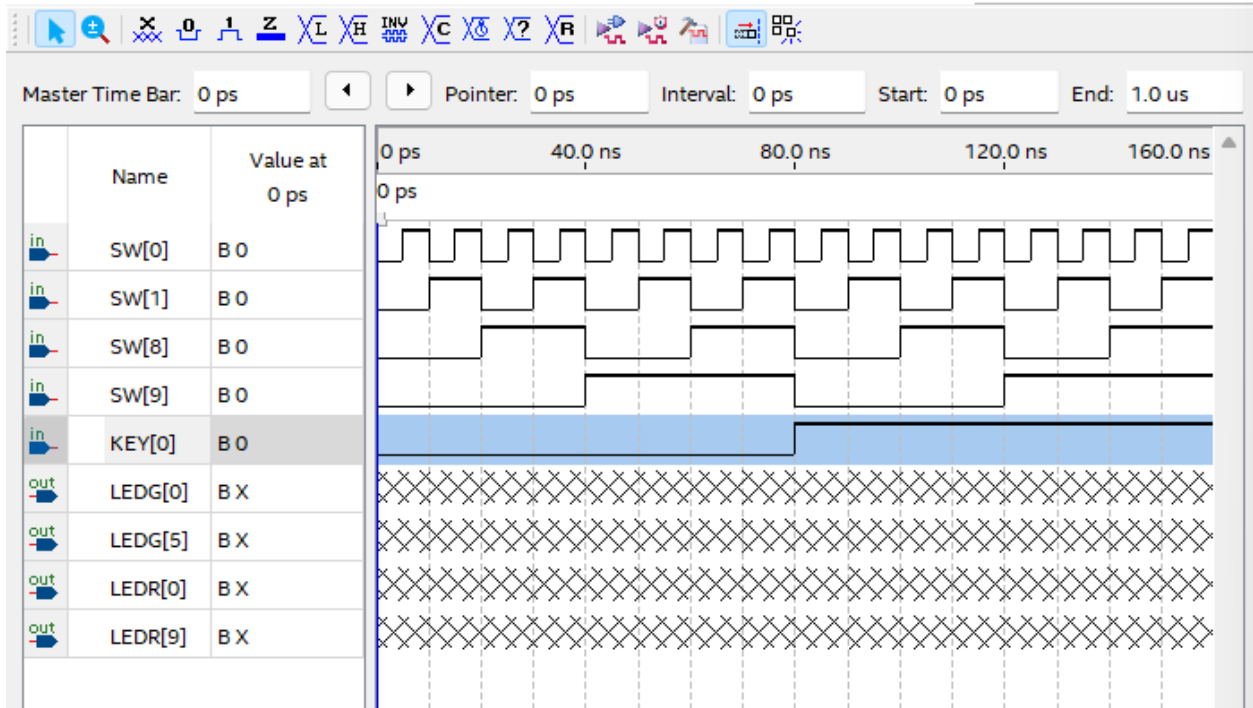 X 0 1 Z L H INV C ? R
Master Time Bar: 0 ps Pointer: 0 ps Interval: 0 ps Start: 0 ps End: 1.0 us
Name Value at 0 ps
0 ps 40.0 ns 80.0 ns 120.0 ns 160.0 ns
0 ps
in SW[0] B 0
in SW[1] B 0
in SW[8] B 0
in SW[9] B 0
in KEY[0] B 0
out LEDG[0] B X
out LEDG[5] B X
out LEDR[0] B X
out LEDR[9] B X